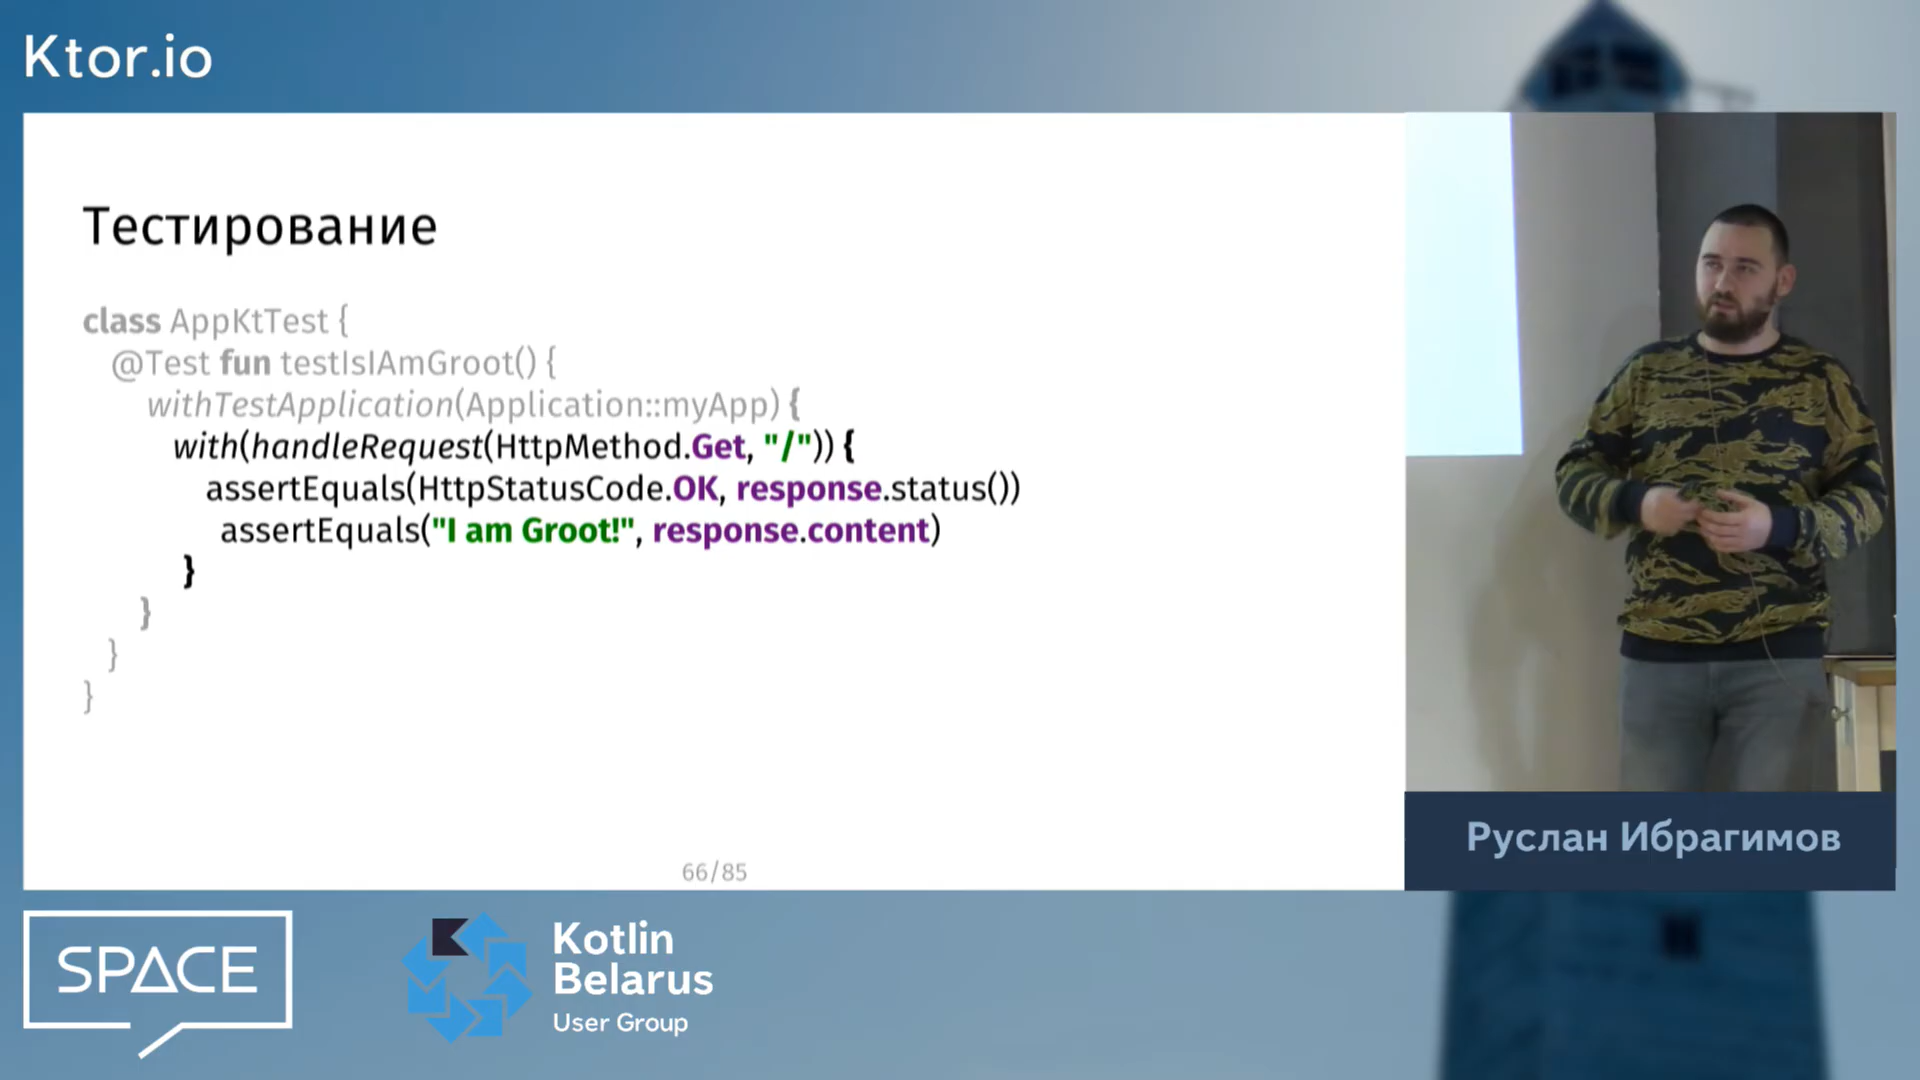 Ktor.io
Тестирование
class AppKtTest {
@Test fun testIsIAmGroot() {
withTestApplication(Application::myApp) {
with(handleRequest(HttpMethod.Get, "/")) {
assertEquals(HttpStatusCode.OK, response.status())
assertEquals("I am Groot!", response.content)
}
}
}
}
66/85
Руслан Ибрагимов
SPACE
Kotlin
Belarus
User Group